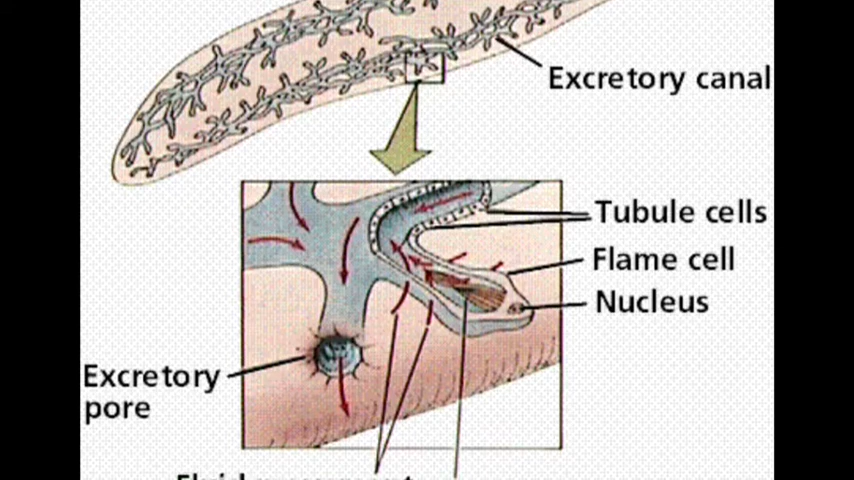 Excretory canal
Tubule cells
Flame cell
Nucleus
Excretory
pore